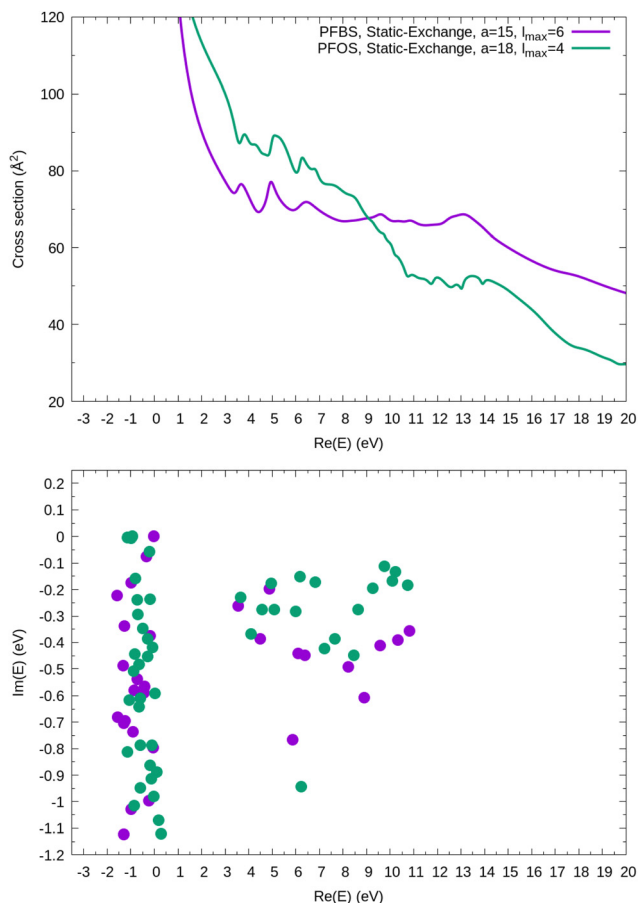 PFBS, Static-Exchange, a=15, lmax=6
PFOS, Static-Exchange, a=18, lmax=4
120
100
80
60
40
20
Cross section (Å2)
-3 -2 -1 0 1 2 3 4 5 6 7 8 9 10 11 12 13 14 15 16 17 18 19 20
Re(E) (eV)
0.2
0.1
0
-0.1
-0.2
-0.3
-0.4
-0.5
-0.6
-0.7
-0.8
-0.9
-1
-1.1
-1.2
Im(E) (eV)
-3 -2 -1 0 1 2 3 4 5 6 7 8 9 10 11 12 13 14 15 16 17 18 19 20
Re(E) (eV)